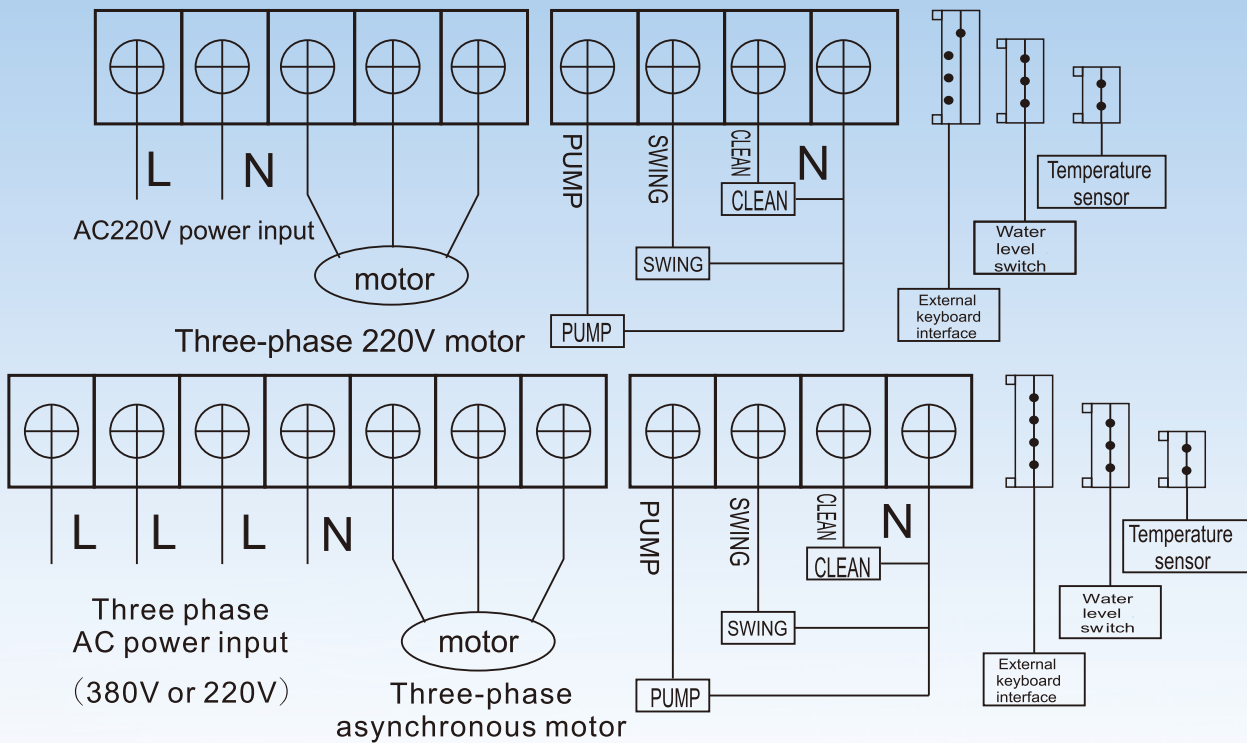 L
N
AC220V power input
motor
Three-phase 220V motor
PUMP
SWING
CLEAN
N
CLEAN
SWING
PUMP
External
keyboard
interface
Water
level
switch
Temperature
sensor
L
L
L
N
Three phase
AC power input
（380V or 220V）
motor
Three-phase
asynchronous motor
PUMP
SWING
CLEAN
N
CLEAN
SWING
PUMP
External
keyboard
interface
Water
level
switch
Temperature
sensor